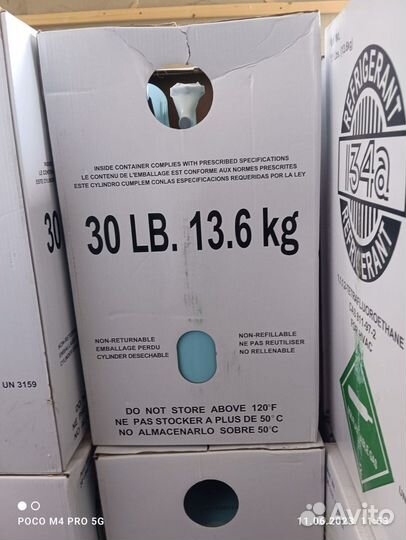 INSIDE CONTAINER COMPLIES WITH PRESCRIBED SPECIFICATIONS
LE CONTENU DE L'EMBALLAGE EST CONFORME AUX NORMES PRESCRITES
ESTE CYLINDRO CUMPLEM CONLAS ESPECIFICACIONES REQUERIDAS POR LA LEY
30 LB. 13.6 kg
NON-RETURNABLE
EMBALLAGE PERDU
CYLINDER DESECHABLE
NON-REFILLABLE
NE PAS REUTILISER
NO RELLENABLE
DO NOT STORE ABOVE 120°F
NE PAS STOCKER A PLUS DE 50°C
NO ALMACENARLO SOBRE 50°C
30
UN 3159
REFRIGERANT
134a
REFRIGERANT
POCO M4 PRO 5G
11.06.2023
Avito